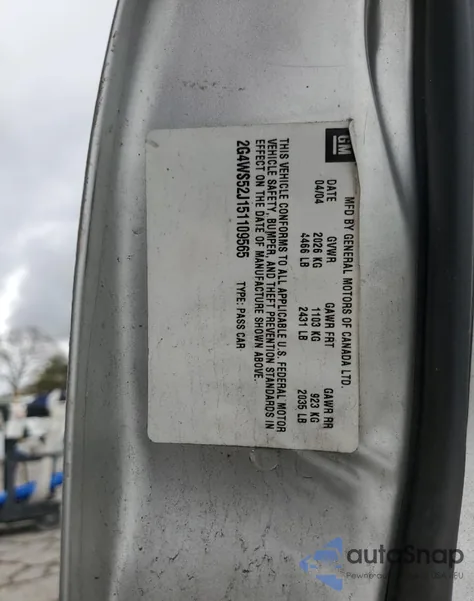 GM
MFD BY GENERAL MOTORS OF CANADA LTD.
DATE GVWR GAWR FRT GAWR RR
04/04 2026 KG 1103 KG 923 KG
4466 LB 2431 LB 2035 LB
THIS VEHICLE CONFORMS TO ALL APPLICABLE U.S. FEDERAL MOTOR
VEHICLE SAFETY, BUMPER, AND THEFT PREVENTION STANDARDS IN
EFFECT ON THE DATE OF MANUFACTURE SHOWN ABOVE.
2G4WS52J151109565 TYPE: PASS CAR
autoSnap